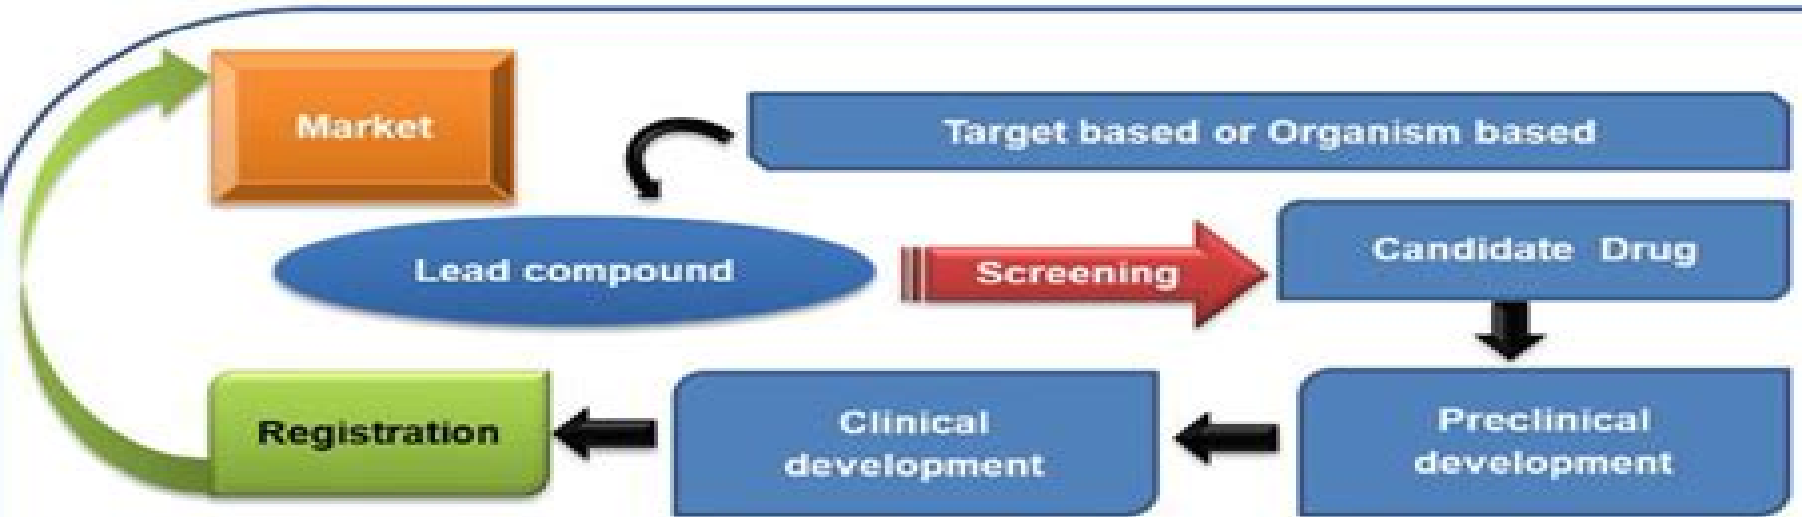 Market
Target based or Organism based
Lead compound
Screening
Candidate Drug
Registration
Clinical
development
Preclinical
development